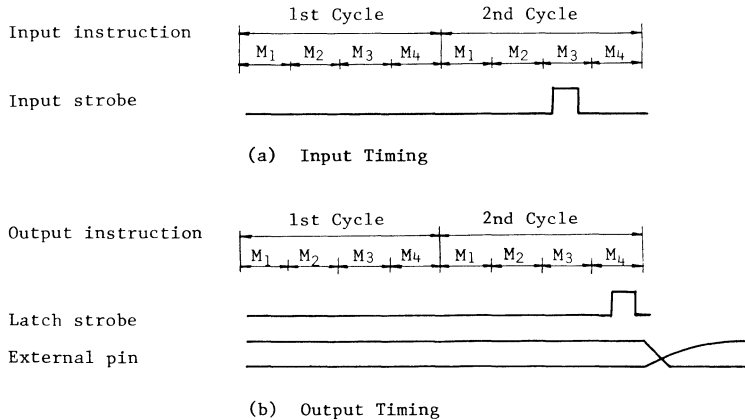 1st Cycle 2nd Cycle
Input instruction
M1 M2 M3 M4 M1 M2 M3 M4
Input strobe
(a) Input Timing
1st Cycle 2nd Cycle
Output instruction
M1 M2 M3 M4 M1 M2 M3 M4
Latch strobe
External pin
(b) Output Timing